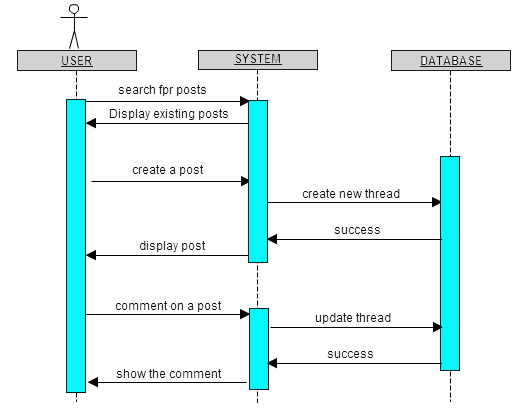 USER
SYSTEM
DATABASE
search fpr posts
Display existing posts
create a post
create new thread
success
display post
comment on a post
update thread
success
show the comment